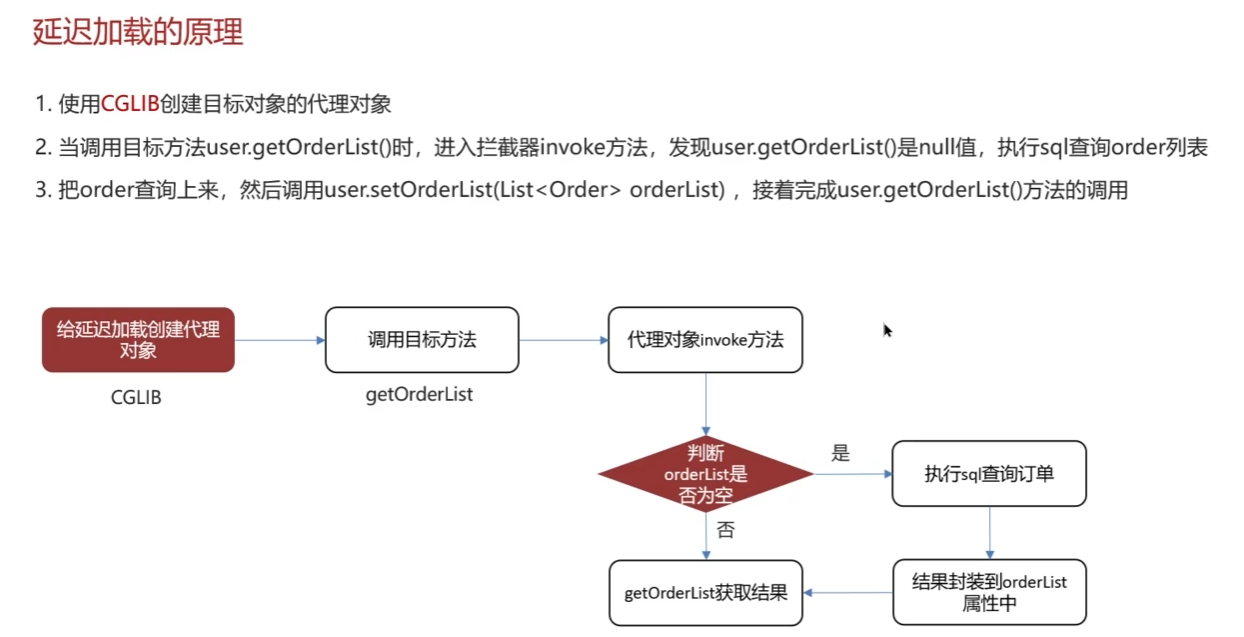 延迟加载的原理
1. 使用CGLIB创建目标对象的代理对象
2. 当调用目标方法user.getOrderList()时，进入拦截器invoke方法，发现user.getOrderList()是null值，执行sql查询order列表
3. 把order查询上来，然后调用user.setOrderList(List<Order> orderList) ，接着完成user.getOrderList()方法的调用
给延迟加载创建代理
对象
调用目标方法
代理对象invoke方法
CGLIB
getOrderList
判断
orderList是
否为空
是
执行sql查询订单
否
getOrderList获取结果
结果封装到orderList
属性中